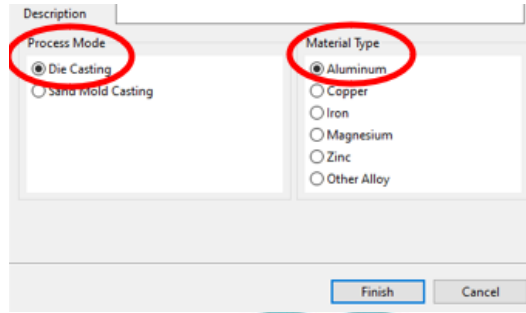 Description
Process Mode
Die Casting
Sand Mold Casting
Material Type
Aluminum
Copper
Iron
Magnesium
Zinc
Other Alloy
Finish
Cancel